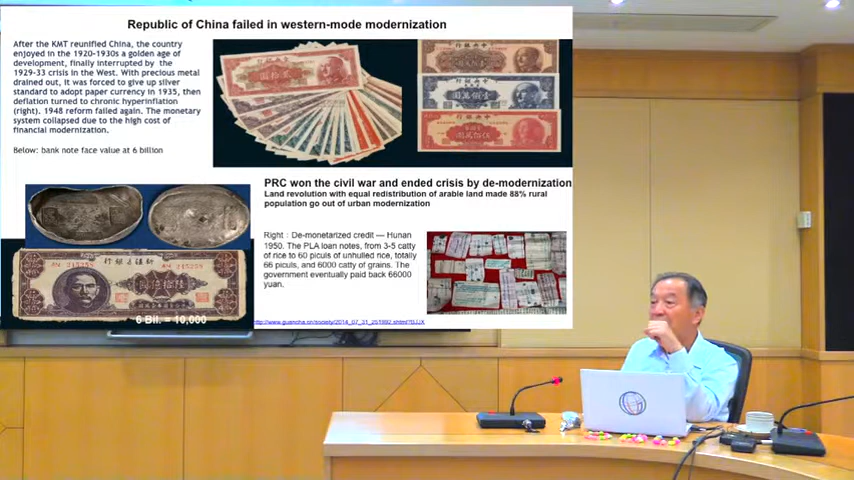 Republic of China failed in western-mode modernization
After the KMT reunified China, the country
enjoyed in the 1920-1930s a golden age of
development, finally interrupted by the
1929-33 crisis in the West. With precious metal
drained out, it was forced to give up silver
standard to adopt paper currency in 1935, then
deflation turned to chronic hyperinflation
(right). 1948 reform failed again. The monetary
system collapsed due to the high cost of
financial modernization.
Below: bank note face value at 6 billion
PRC won the civil war and ended crisis by de-modernization
Land revolution with equal redistribution of arable land made 88% rural
population go out of urban modernization
Right : De-monetarized credit — Hunan
1950. The PLA loan notes, from 3-5 catty
of rice to 60 piculs of unhulled rice, totally
66 piculs, and 6000 catty of grains. The
government eventually paid back 66000
yuan.
6 Bil. = 10,000